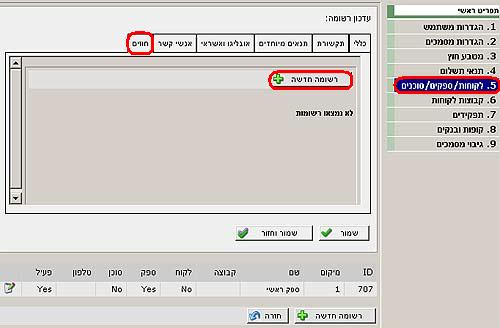 תפריט ראשי
1. הגדרות משתמש
2. הגדרות מסמכים
3. מטבע חוץ
4. תנאי תשלום
5. לקוחות/ספקים/סוכנים
6. קבוצות לקוחות
7. תפקידים
8. קופות ובנקים
9. גיבוי מסמכים
עדכון רשומה:
כללי תקשורת תנאים מיוחדים אובליגו ואשראי אנשי קשר חוזים
רשומה חדשה
לא נמצאו רשומות
שמור שמור וחזור
ID מיקום שם קבוצה לקוח ספק סוכן טלפון פעיל
707 1 ספק ראשי No Yes No Yes
רשומה חדשה חזרה